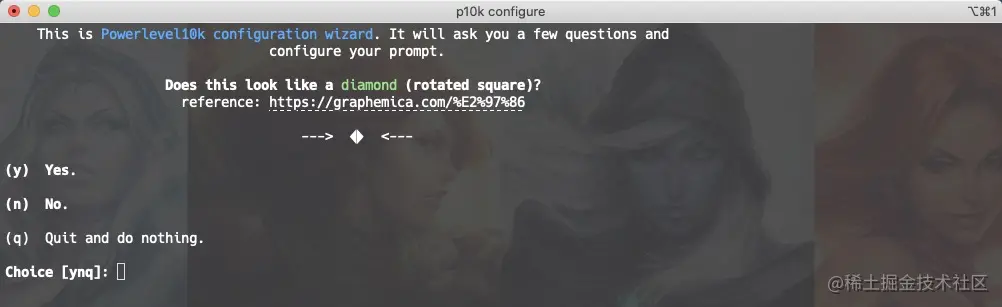 p10k configure
⌥⌘1
This is Powerlevel10k configuration wizard. It will ask you a few questions and
configure your prompt.
Does this look like a diamond (rotated square)?
reference: https://graphemica.com/%E2%97%86
---> ◆ <---
(y) Yes.
(n) No.
(q) Quit and do nothing.
Choice [ynq]:
@稀土掘金技术社区